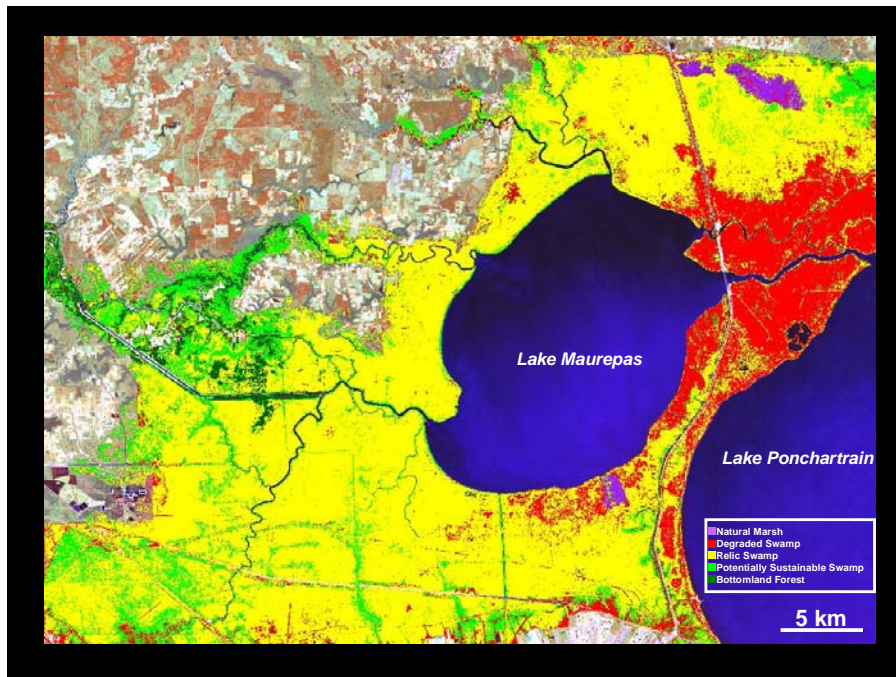 Lake Maurepas
Lake Ponchartrain
Natural Marsh
Degraded Swamp
Relic Swamp
Potentially Sustainable Swamp
Bottomland Forest
5 km